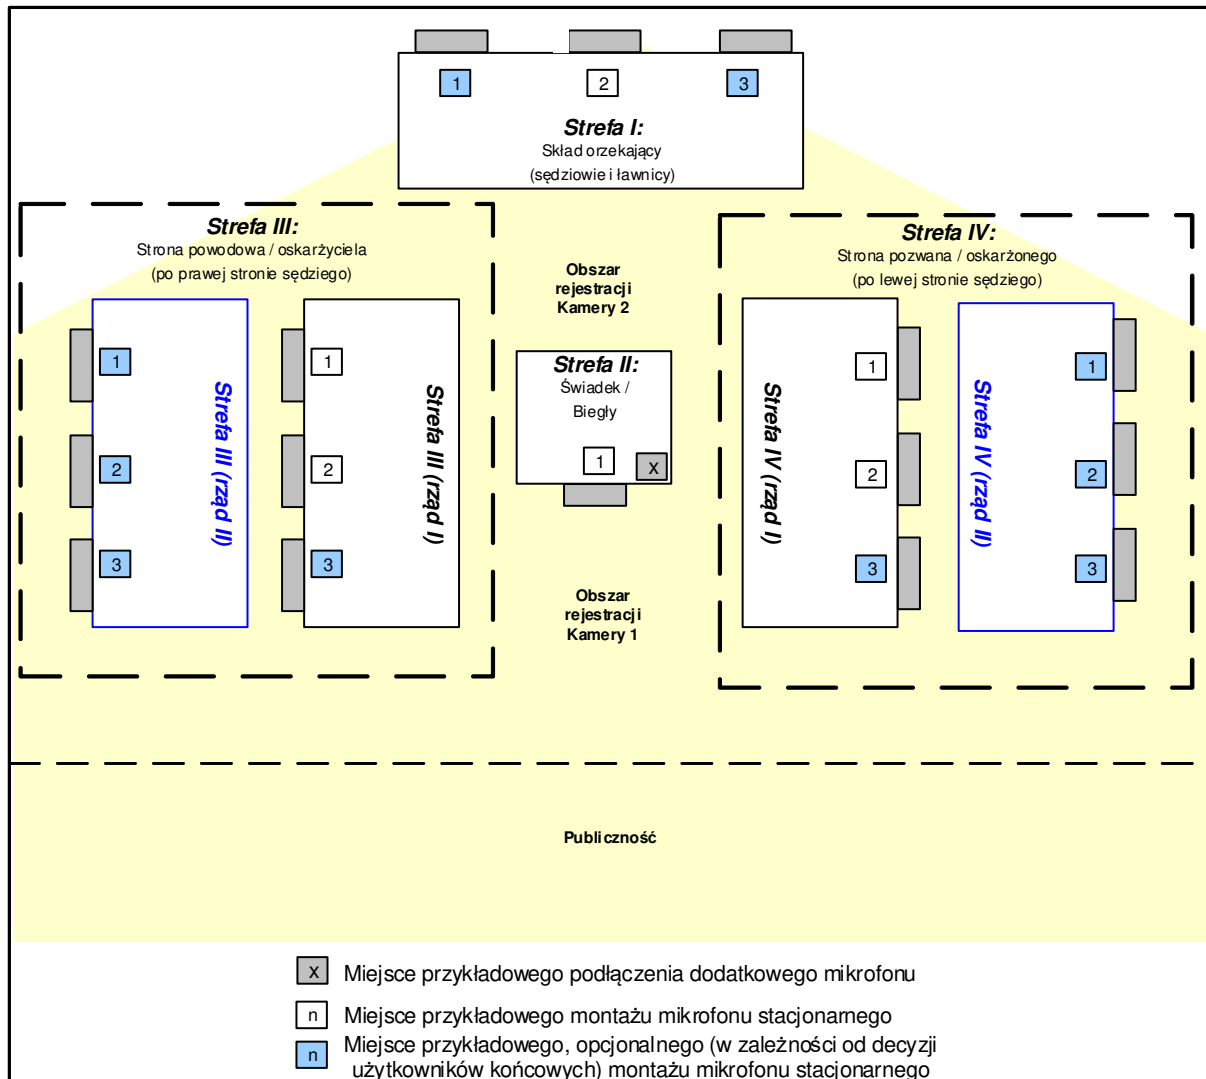 1
2
3
Strefa I:
Skład orzekający
(sędziowie i ławnicy)
Strefa III:
Strona powodowa / oskarżyciela
(po prawej stronie sędziego)
1
2
3
Strefa III (rząd II)
1
2
3
Strefa III (rząd I)
Obszar
rejestracji
Kamery 2
Strefa II:
Świadek /
Biegły
1
X
Obszar
rejestracji
Kamery 1
Strefa IV:
Strona pozwana / oskarżonego
(po lewej stronie sędziego)
Strefa IV (rząd I)
1
2
3
Strefa IV (rząd II)
1
2
3
Publiczność
X Miejsce przykładowego podłączenia dodatkowego mikrofonu
n Miejsce przykładowego montażu mikrofonu stacjonarnego
n Miejsce przykładowego, opcjonalnego (w zależności od decyzji
użytkowników końcowych) montażu mikrofonu stacjonarnego